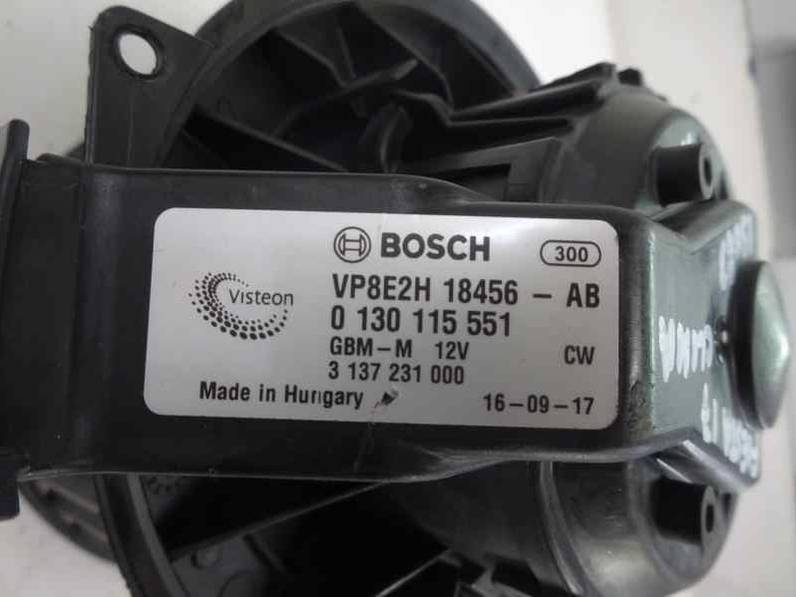 BOSCH 300
Visteon
VP8E2H 18456 - AB
0 130 115 551
GBM-M 12V CW
3 137 231 000
Made in Hungary 16-09-17